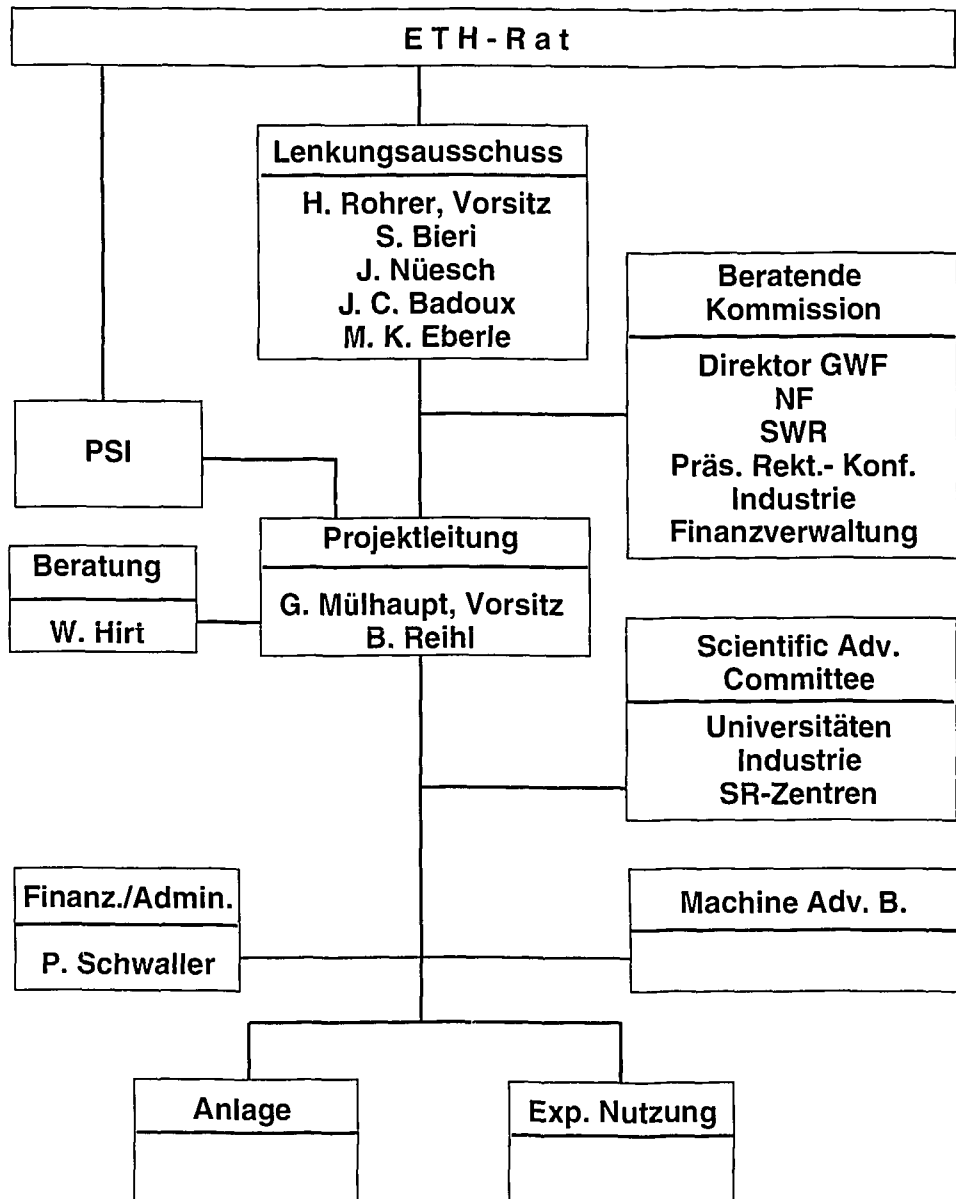 ETH-Rat
Lenkungsausschuss
H. Rohrer, Vorsitz
S. Bieri
J. Nüesch
J. C. Badoux
M. K. Eberle
Beratende
Kommission
Direktor GWF
NF
SWR
Präs. Rekt.- Konf.
Industrie
Finanzverwaltung
PSI
Projektleitung
G. Mülhaupt, Vorsitz
B. Reihl
Beratung
W. Hirt
Scientific Adv.
Committee
Universitäten
Industrie
SR-Zentren
Finanz./Admin.
P. Schwaller
Machine Adv. B.
Anlage
Exp. Nutzung